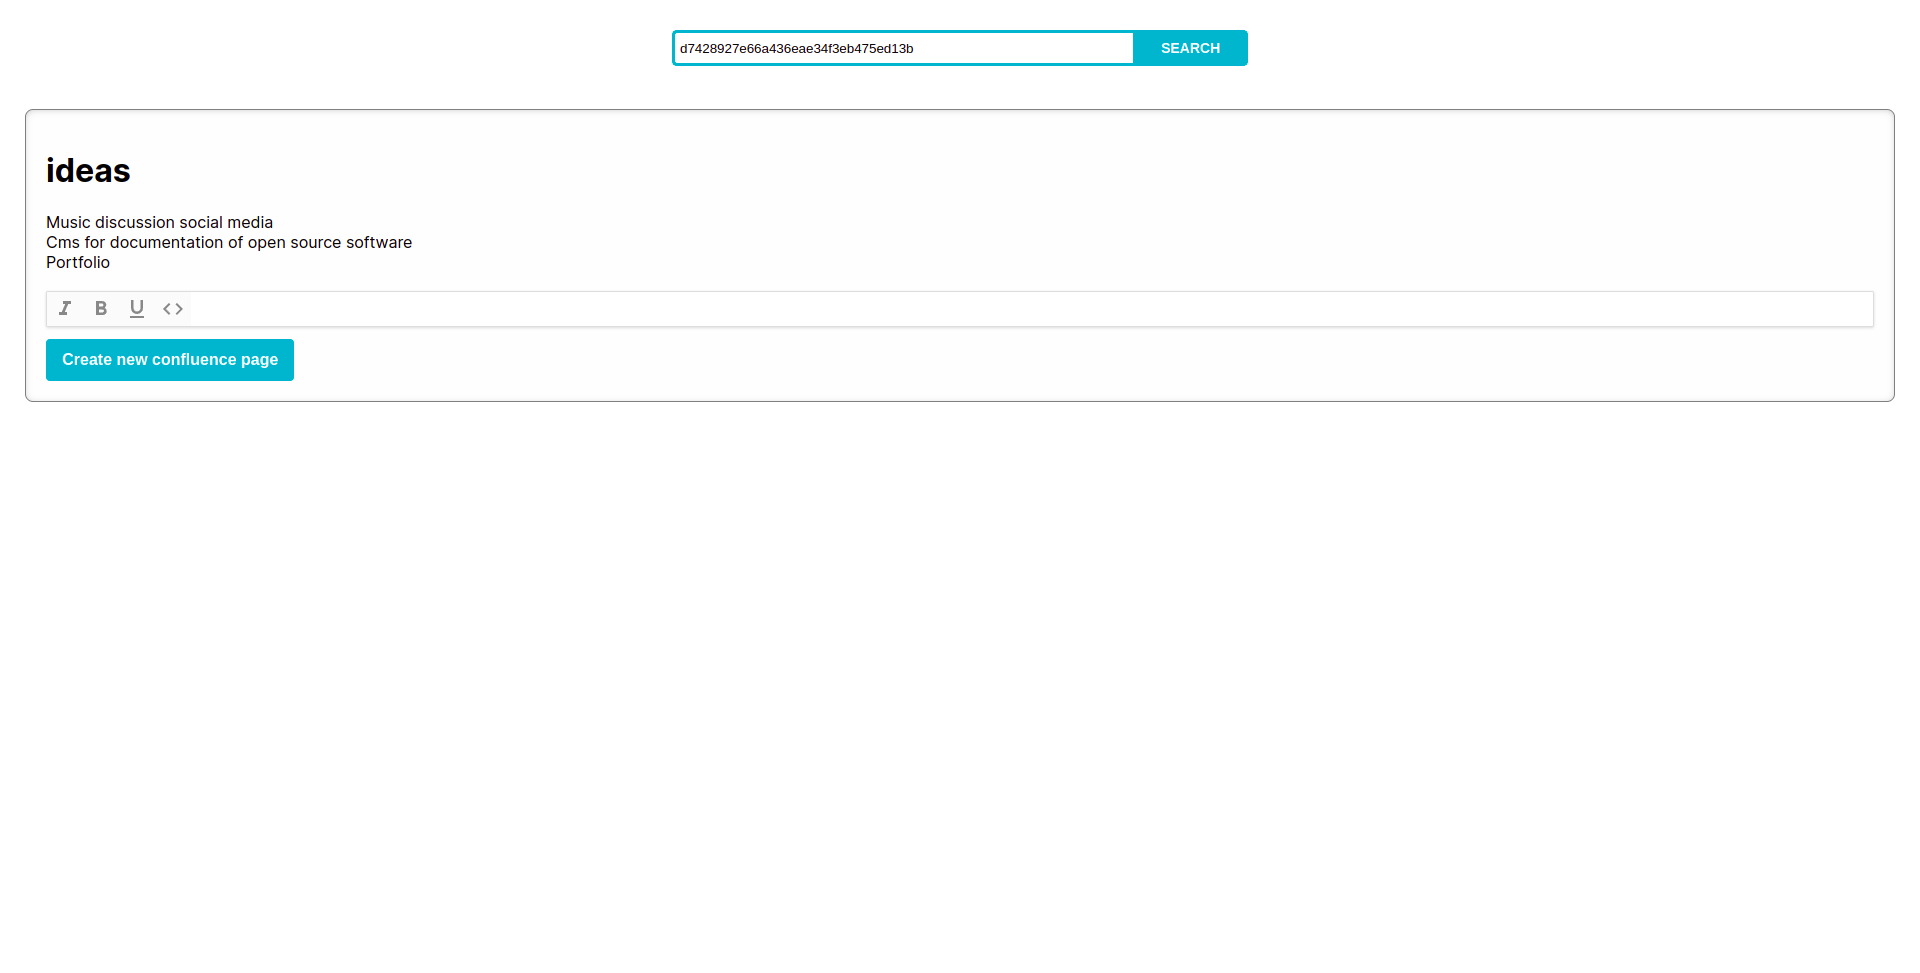 d7428927e66a436eae34f3eb475ed13b
SEARCH
ideas
Music discussion social media
Cms for documentation of open source software
Portfolio
I B U <>
Create new confluence page